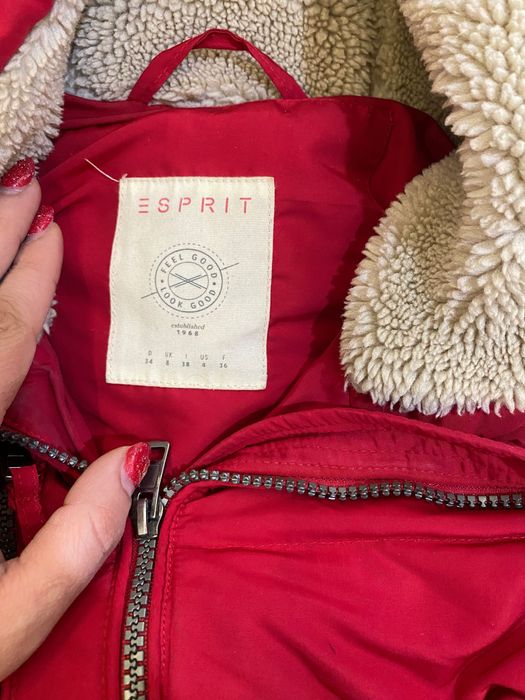 ESPRIT
FEEL GOOD
LOOK GOOD
established
1968
D UK I US F
34 8 38 4 36